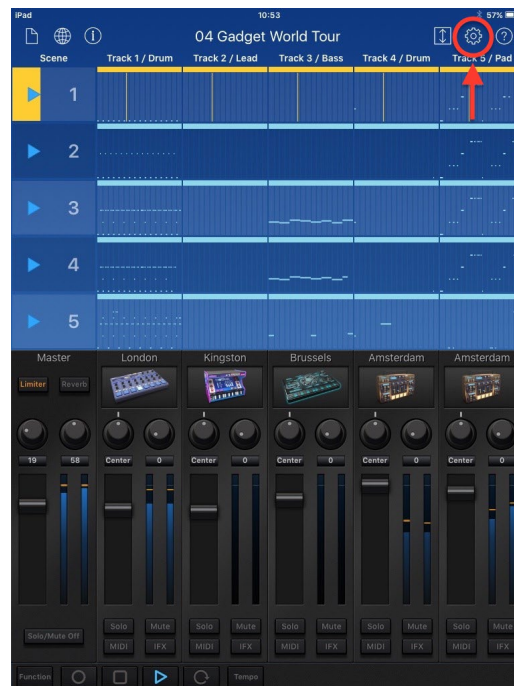 iPad 10:53 57%
04 Gadget World Tour
Scene Track 1 / Drum Track 2 / Lead Track 3 / Bass Track 4 / Drum Track 5 / Pad
1
2
3
4
5
Master London Kingston Brussels Amsterdam Amsterdam
Limiter Reverb
19 58 Center 0 Center 0 Center 0 Center 0 Center 0
Solo Mute Solo Mute Solo Mute Solo Mute Solo Mute
Solo/Mute Off
MIDI IFX MIDI IFX MIDI IFX MIDI IFX MIDI IFX
Function Tempo